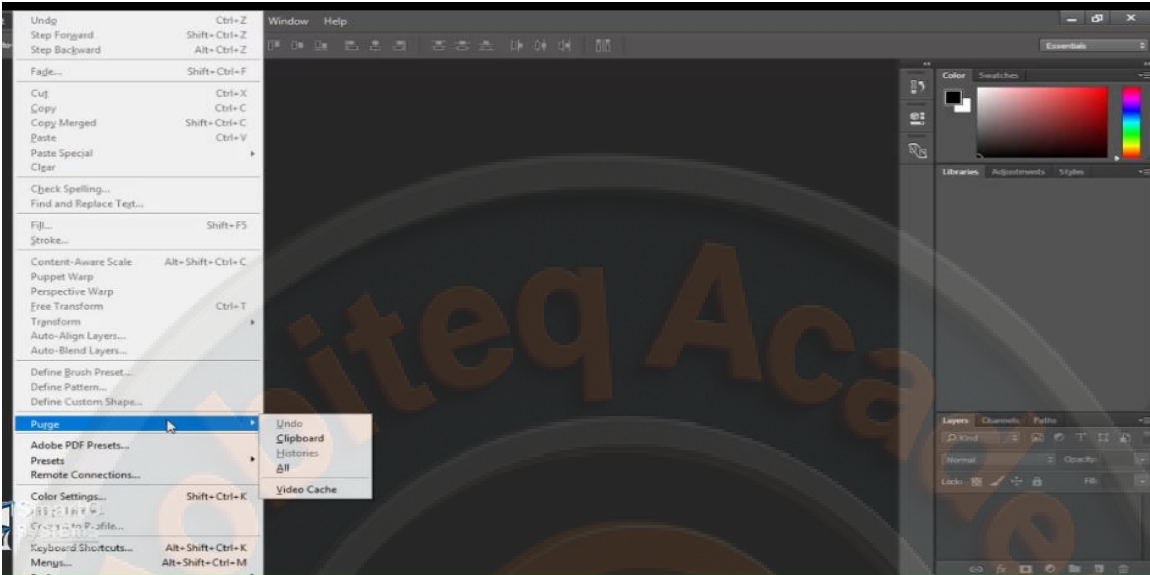 Window Help
Undo Ctrl+Z
Step Forward Shift+Ctrl+Z
Step Backward Alt+Ctrl+Z
Fade... Shift+Ctrl+F
Cut Ctrl+X
Copy Ctrl+C
Copy Merged Shift+Ctrl+C
Paste Ctrl+V
Paste Special
Clear
Check Spelling...
Find and Replace Text...
Fill... Shift+F5
Stroke...
Content-Aware Scale Alt+Shift+Ctrl+C
Puppet Warp
Perspective Warp
Free Transform Ctrl+T
Transform
Auto-Align Layers...
Auto-Blend Layers...
Define Brush Preset...
Define Pattern...
Define Custom Shape...
Purge
Adobe PDF Presets...
Presets
Remote Connections...
Color Settings... Shift+Ctrl+K
Keyboard Shortcuts... Alt+Shift+Ctrl+K
Menus... Alt+Shift+Ctrl+M
Undo
Clipboard
Histories
All
Video Cache
biteq Acade
Essentials
Color Swatches
Libraries Adjustments Styles
Layers Channels Paths
Kind
Normal Opacity:
Lock: Fill: